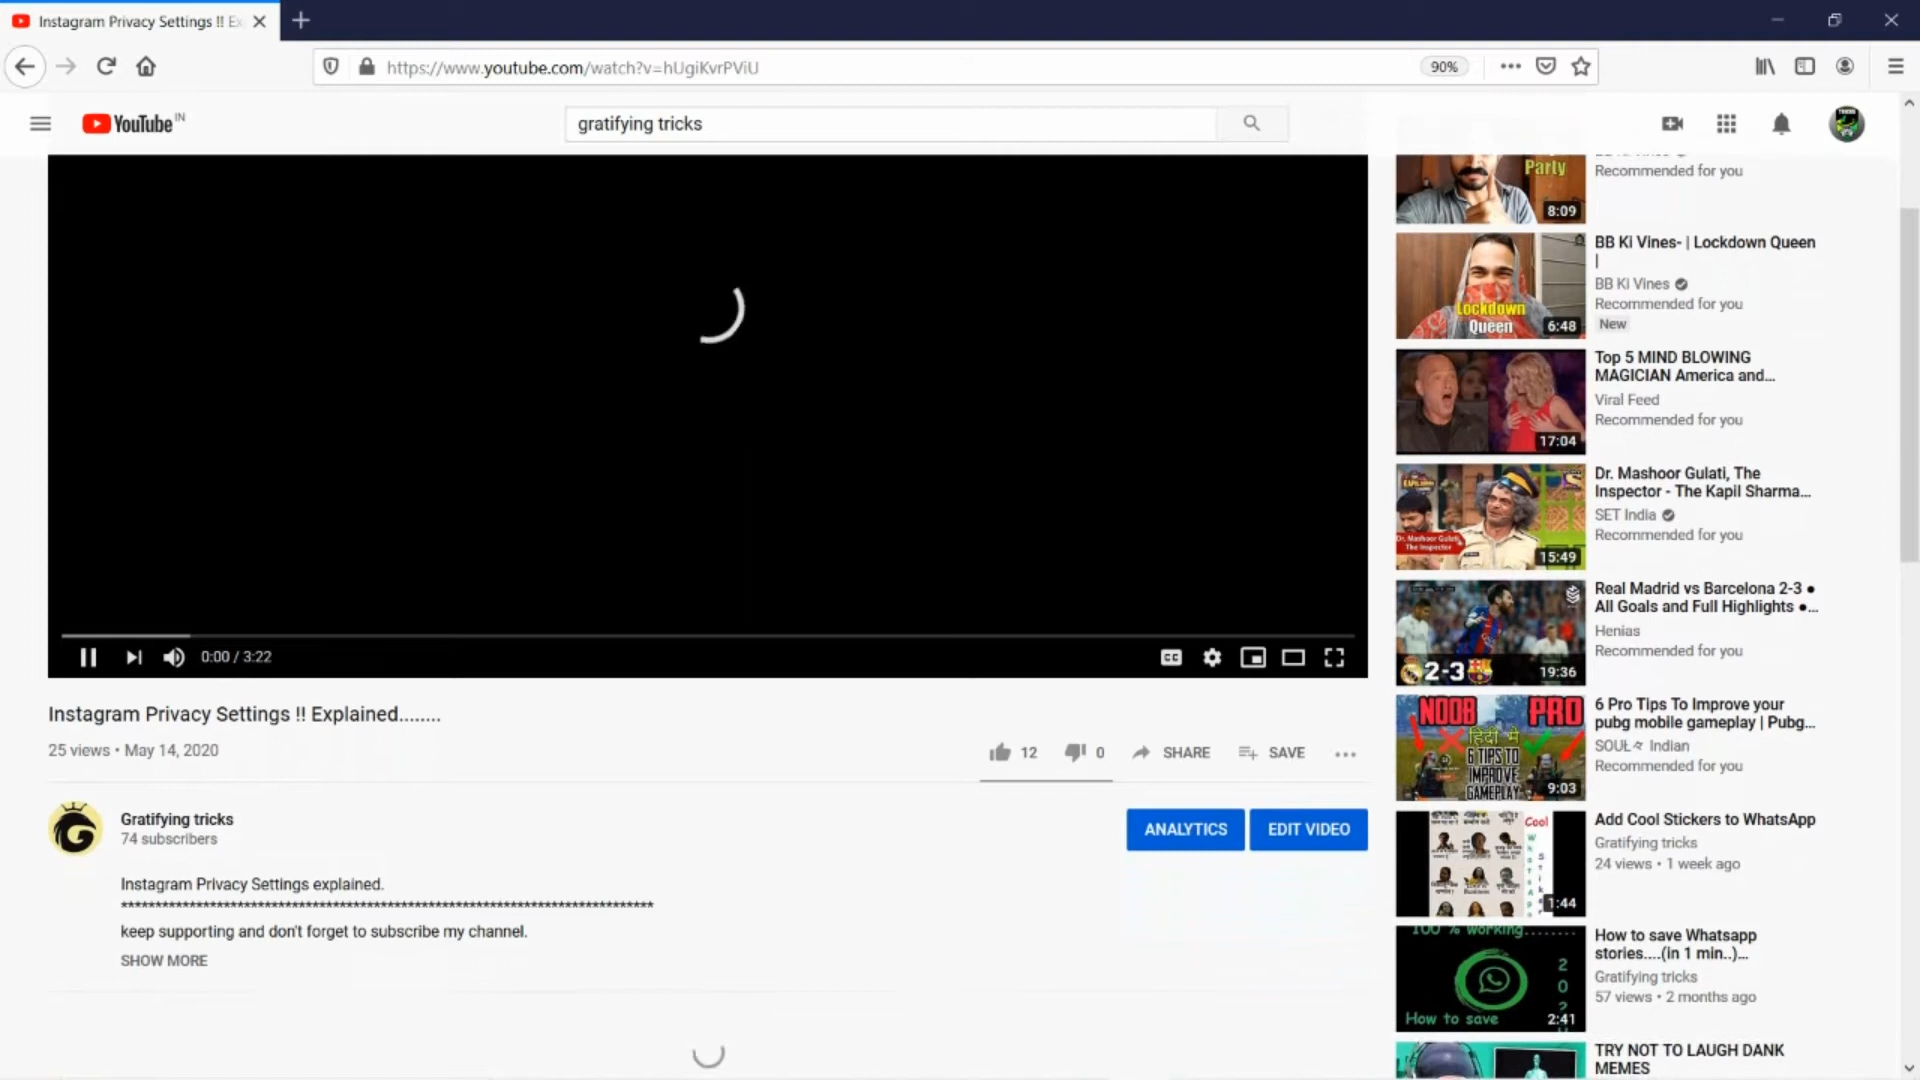 Instagram Privacy Settings !! Ex
https://www.youtube.com/watch?v=hUgiKvrPViU
90%
YouTube IN
gratifying tricks
0:00 / 3:22
CC
Instagram Privacy Settings !! Explained........
25 views • May 14, 2020
12
0
SHARE
SAVE
Gratifying tricks
74 subscribers
ANALYTICS
EDIT VIDEO
Instagram Privacy Settings explained.
******************************************************************************
keep supporting and don't forget to subscribe my channel.
SHOW MORE
Party
8:09
Recommended for you
Lockdown
Queen
6:48
BB Ki Vines- | Lockdown Queen
|
BB Ki Vines
Recommended for you
New
17:04
Top 5 MIND BLOWING
MAGICIAN America and...
Viral Feed
Recommended for you
Dr. Mashoor Gulati
The Inspector
15:49
Dr. Mashoor Gulati, The
Inspector - The Kapil Sharma...
SET India
Recommended for you
2-3
19:36
Real Madrid vs Barcelona 2-3 ●
All Goals and Full Highlights ●...
Henias
Recommended for you
NOOB PRO
हिंदी में
6 TIPS TO
IMPROVE
GAMEPLAY
9:03
6 Pro Tips To Improve your
pubg mobile gameplay | Pubg...
SOUŁ々 Indian
Recommended for you
Cool
1:44
Add Cool Stickers to WhatsApp
Gratifying tricks
24 views • 1 week ago
100 % working........
2
0
2
How to save
2:41
How to save Whatsapp
stories....(in 1 min..)...
Gratifying tricks
57 views • 2 months ago
TRY NOT TO LAUGH DANK
MEMES